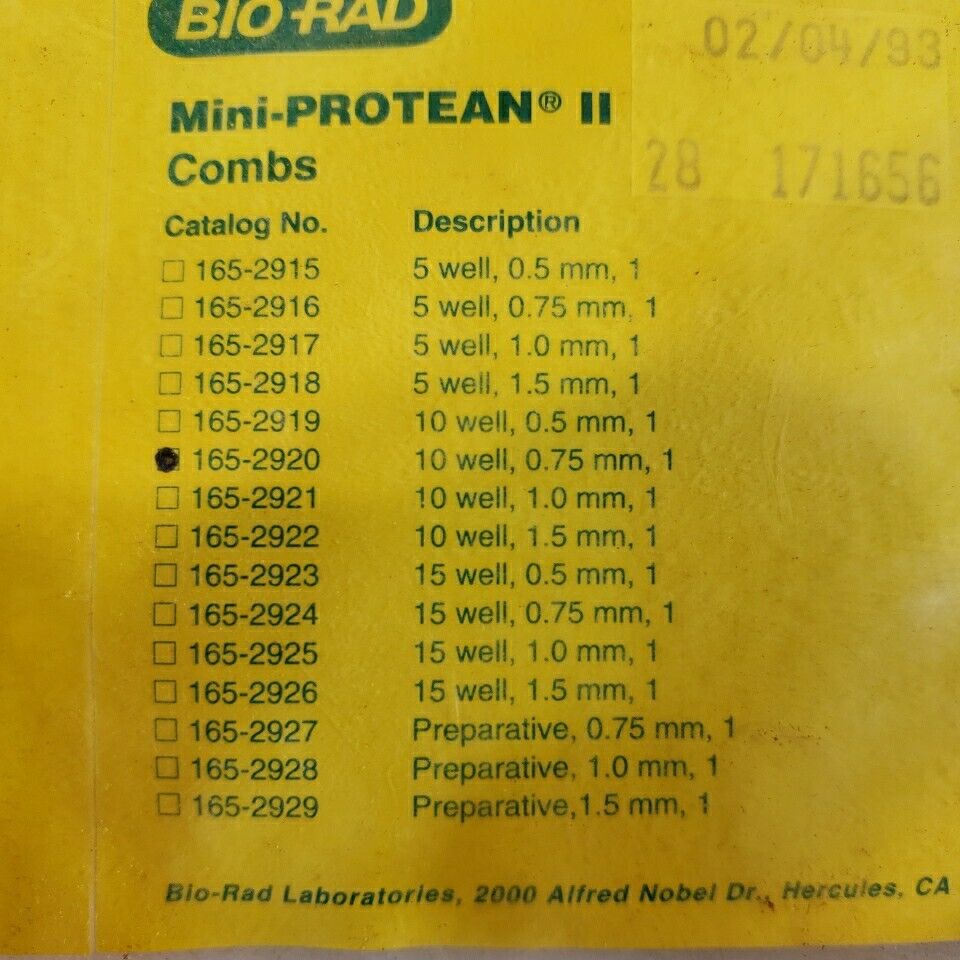 BIO-RAD
02/04/93
Mini-PROTEAN® II
Combs
28 171656
Catalog No. Description
165-2915 5 well, 0.5 mm, 1
165-2916 5 well, 0.75 mm, 1
165-2917 5 well, 1.0 mm, 1
165-2918 5 well, 1.5 mm, 1
165-2919 10 well, 0.5 mm, 1
165-2920 10 well, 0.75 mm, 1
165-2921 10 well, 1.0 mm, 1
165-2922 10 well, 1.5 mm, 1
165-2923 15 well, 0.5 mm, 1
165-2924 15 well, 0.75 mm, 1
165-2925 15 well, 1.0 mm, 1
165-2926 15 well, 1.5 mm, 1
165-2927 Preparative, 0.75 mm, 1
165-2928 Preparative, 1.0 mm, 1
165-2929 Preparative,1.5 mm, 1
Bio-Rad Laboratories, 2000 Alfred Nobel Dr., Hercules, CA